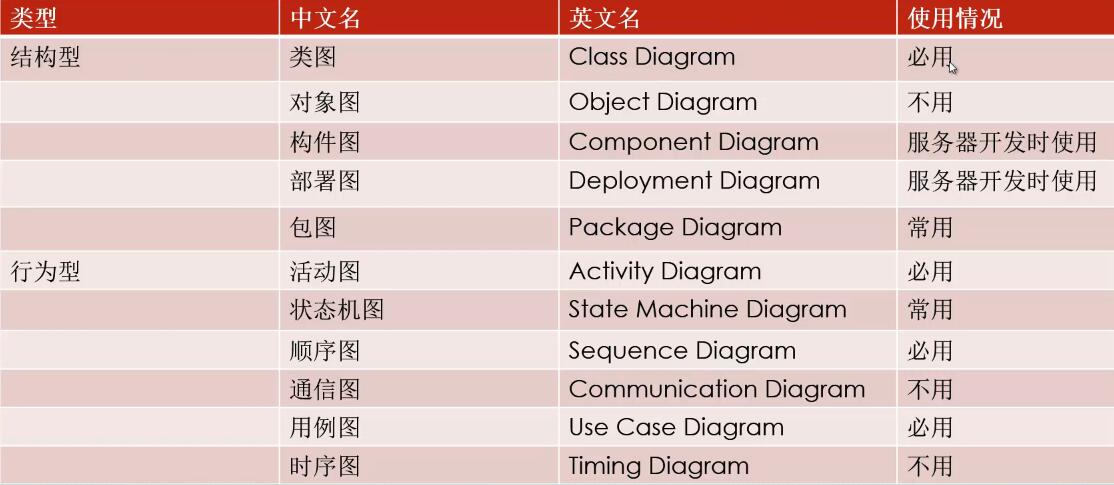 类型 中文名 英文名 使用情况
结构型 类图 Class Diagram 必用
对象图 Object Diagram 不用
构件图 Component Diagram 服务器开发时使用
部署图 Deployment Diagram 服务器开发时使用
包图 Package Diagram 常用
行为型 活动图 Activity Diagram 必用
状态机图 State Machine Diagram 常用
顺序图 Sequence Diagram 必用
通信图 Communication Diagram 不用
用例图 Use Case Diagram 必用
时序图 Timing Diagram 不用